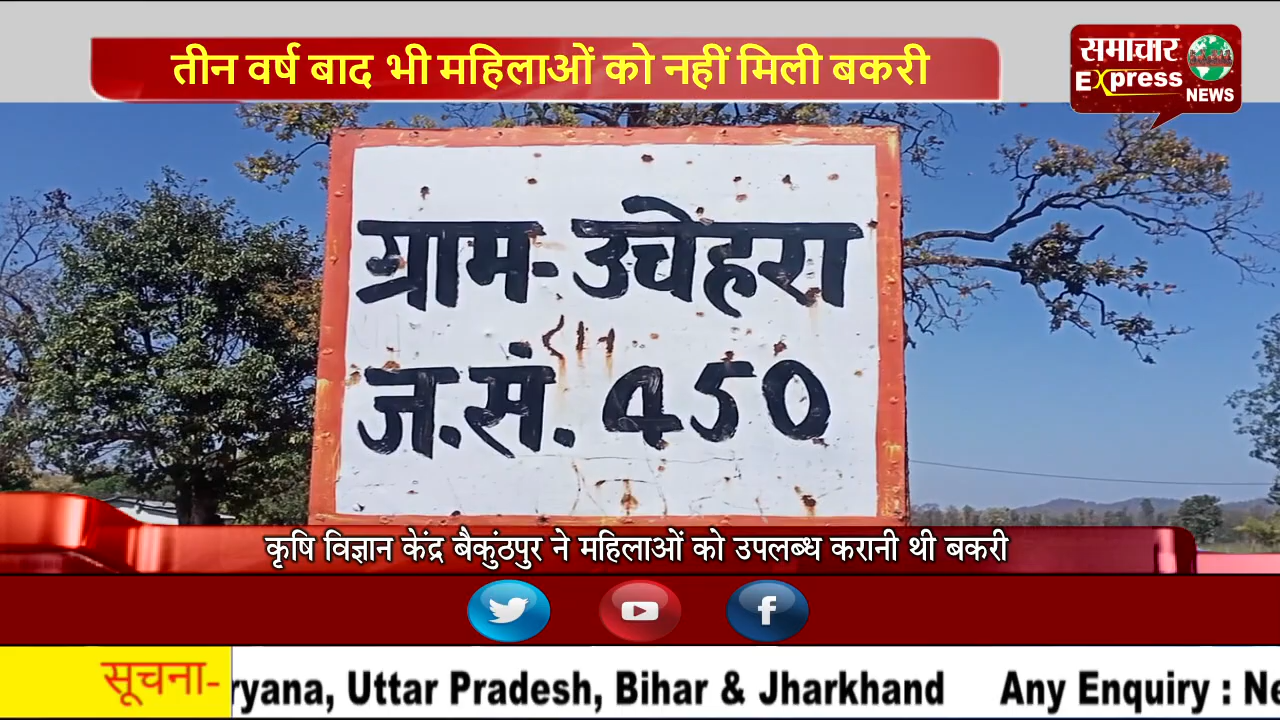 तीन वर्ष बाद भी महिलाओं को नहीं मिली बकरी
समाचार
Express
NEWS
ग्राम-उचेहरा
ज.सं. 450
कृषि विज्ञान केंद्र बैकुंठपुर ने महिलाओं को उपलब्ध करानी थी बकरी
सूचना- ryana, Uttar Pradesh, Bihar & Jharkhand Any Enquiry : Ne